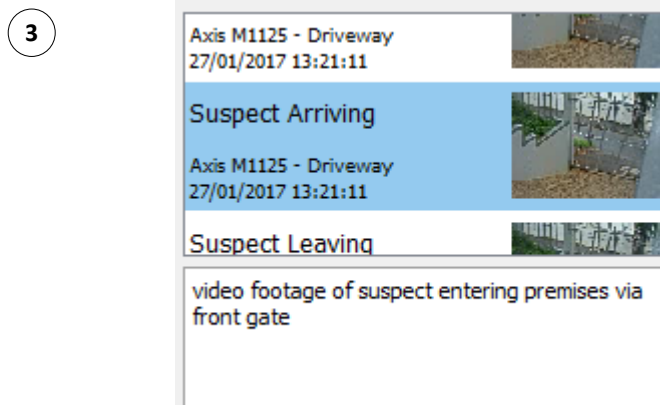 3
Axis M1125 - Driveway
27/01/2017 13:21:11
Suspect Arriving
Axis M1125 - Driveway
27/01/2017 13:21:11
Suspect Leaving
video footage of suspect entering premises via
front gate